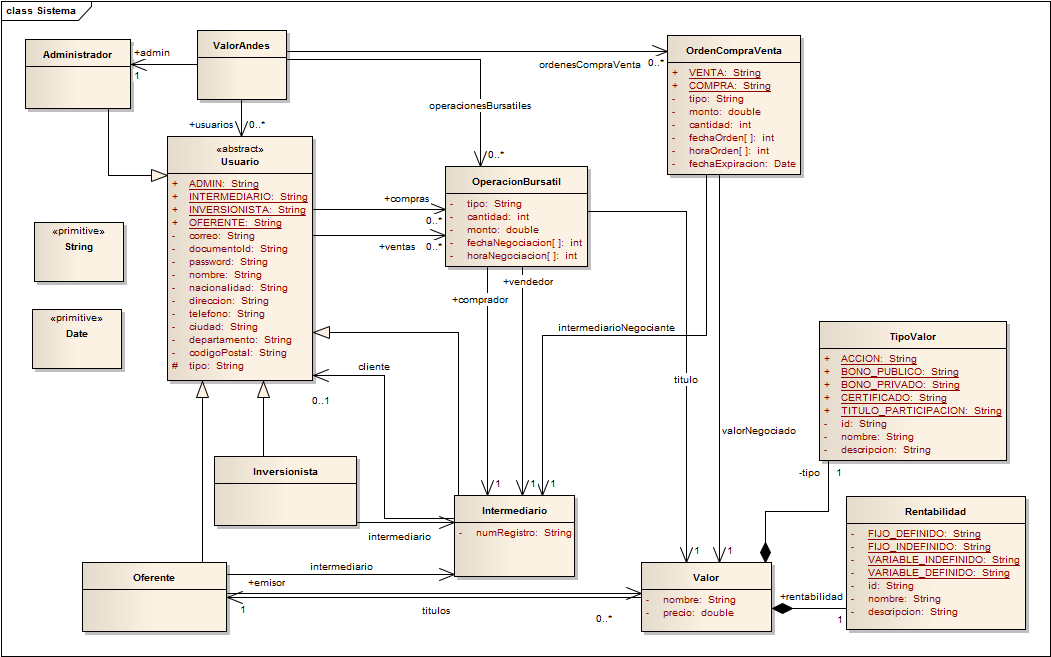 class Sistema
Administrador
+admin
1
ValorAndes
ordenesCompraVenta
0..*
operacionesBursatiles
0..*
+usuarios
0..*
OrdenCompraVenta
+ VENTA: String
+ COMPRA: String
- tipo: String
- monto: double
- cantidad: int
- fechaOrden[ ]: int
- horaOrden[ ]: int
- fechaExpiracion: Date
«abstract»
Usuario
+ ADMIN: String
+ INTERMEDIARIO: String
+ INVERSIONISTA: String
+ OFERENTE: String
- correo: String
- documentoId: String
- password: String
- nombre: String
- nacionalidad: String
- direccion: String
- telefono: String
- ciudad: String
- departamento: String
- codigoPostal: String
# tipo: String
+compras
0..*
+ventas
0..*
OperacionBursatil
- tipo: String
- cantidad: int
- monto: double
- fechaNegociacion[ ]: int
- horaNegociacion[ ]: int
«primitive»
String
«primitive»
Date
+vendedor
+comprador
intermediarioNegociante
titulo
valorNegociado
cliente
0..1
TipoValor
+ ACCION: String
+ BONO_PUBLICO: String
+ BONO_PRIVADO: String
+ CERTIFICADO: String
+ TITULO_PARTICIPACION: String
- id: String
- nombre: String
- descripcion: String
-tipo
1
Inversionista
1
1
1
Intermediario
- numRegistro: String
intermediario
Rentabilidad
- FIJO_DEFINIDO: String
- FIJO_INDEFINIDO: String
- VARIABLE_INDEFINIDO: String
- VARIABLE_DEFINIDO: String
- id: String
- nombre: String
- descripcion: String
1
1
Oferente
intermediario
+emisor
1
titulos
0..*
Valor
- nombre: String
- precio: double
+rentabilidad
1